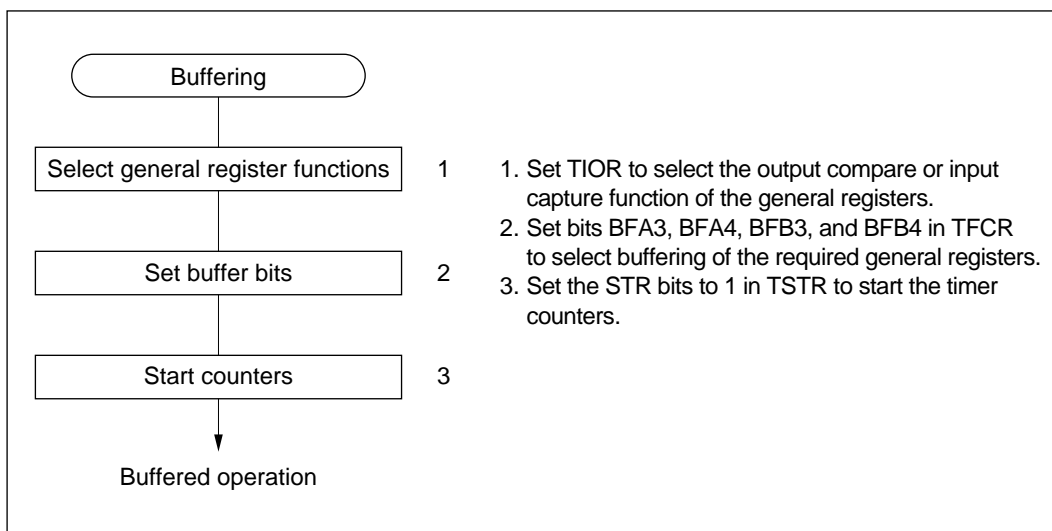 Buffering
Select general register functions 1
Set buffer bits 2
Start counters 3
Buffered operation
1. Set TIOR to select the output compare or input
capture function of the general registers.
2. Set bits BFA3, BFA4, BFB3, and BFB4 in TFCR
to select buffering of the required general registers.
3. Set the STR bits to 1 in TSTR to start the timer
counters.